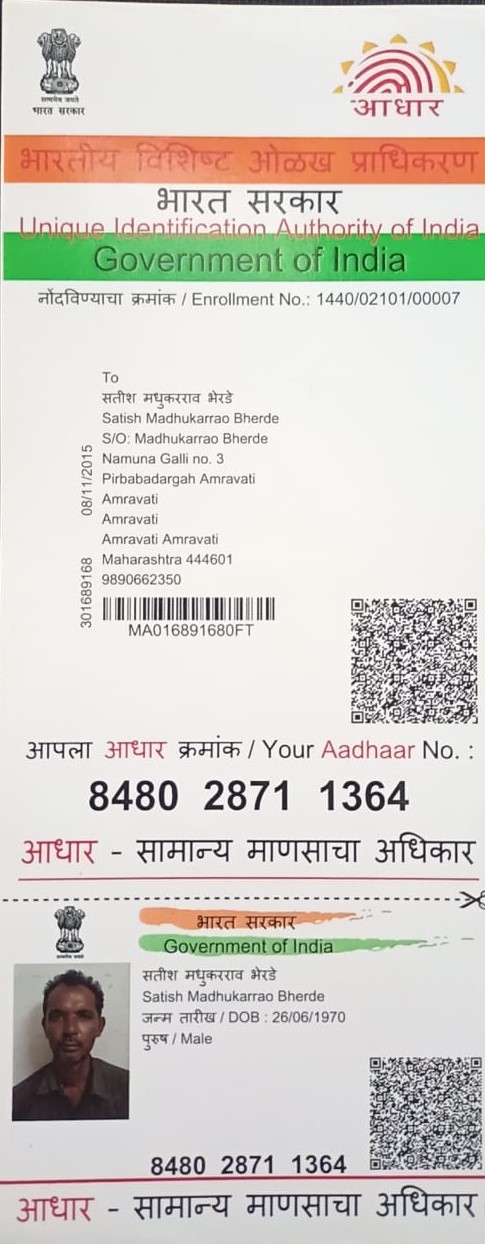 सत्यमेव जयते
भारत सरकार
आधार
भारतीय विशिष्ट ओळख प्राधिकरण
भारत सरकार
Unique Identification Authority of India
Government of India
नोंदविण्याचा क्रमांक / Enrollment No.: 1440/02101/00007
To
सतीश मधुकरराव भेरडे
Satish Madhukarrao Bherde
S/O: Madhukarrao Bherde
Namuna Galli no. 3
Pirbabadargah Amravati
Amravati
Amravati
Amravati Amravati
Maharashtra 444601
9890662350
08/11/2015
301689168
MA016891680FT
आपला आधार क्रमांक / Your Aadhaar No. :
8480 2871 1364
आधार - सामान्य माणसाचा अधिकार
सत्यमेव जयते
भारत सरकार
Government of India
सतीश मधुकरराव भेरडे
Satish Madhukarrao Bherde
जन्म तारीख / DOB : 26/06/1970
पुरुष / Male
8480 2871 1364
आधार - सामान्य माणसाचा अधिकार